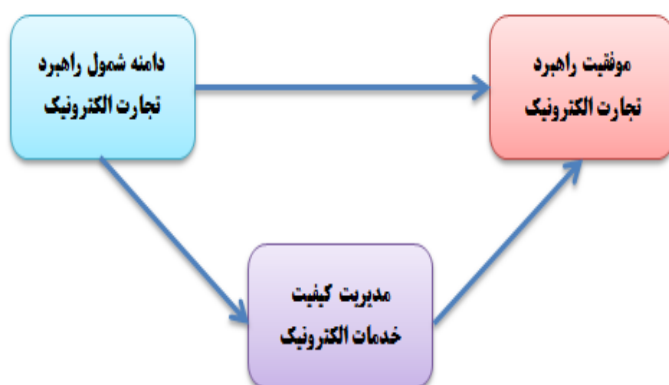 موفقیت راهبرد
تجارت الکترونیک
دامنه شمول راهبرد
تجارت الکترونیک
مدیریت کیفیت
خدمات الکترونیک